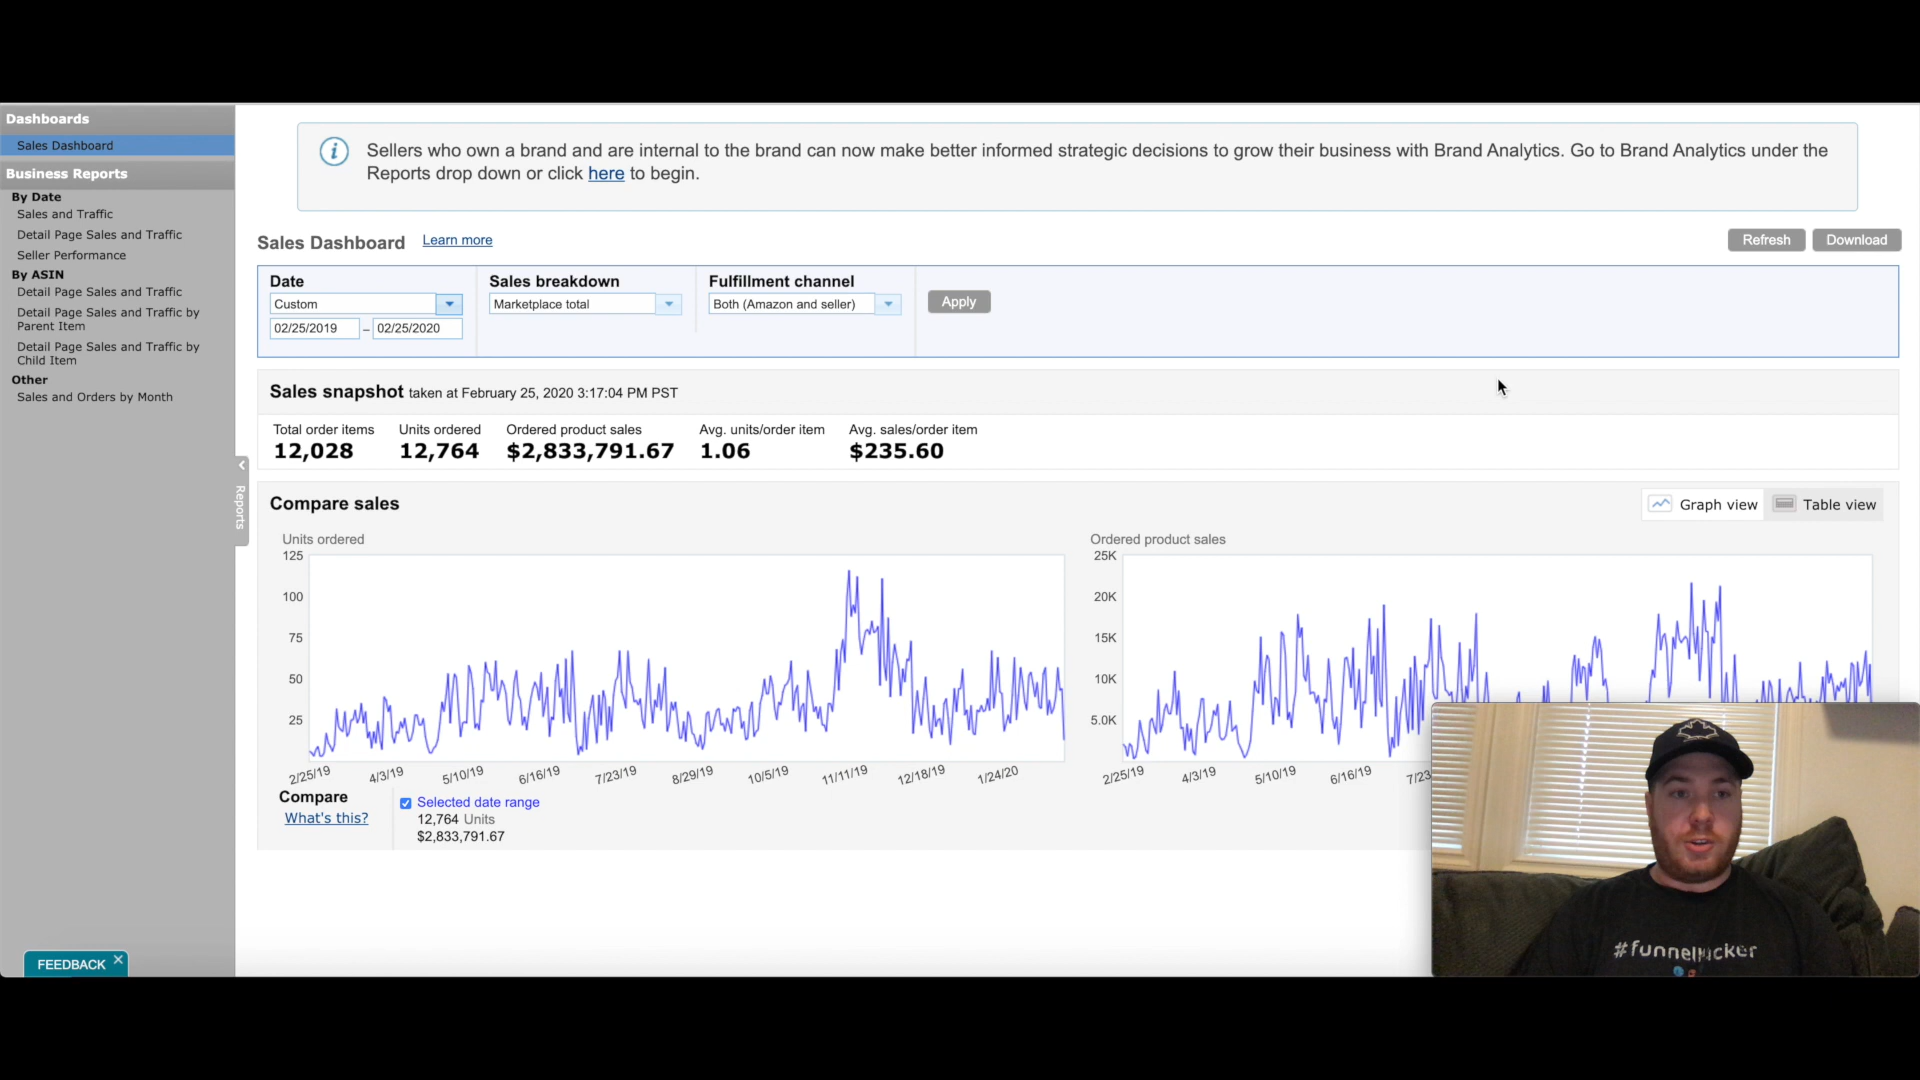 Dashboards
Sales Dashboard
Business Reports
By Date
Sales and Traffic
Detail Page Sales and Traffic
Seller Performance
By ASIN
Detail Page Sales and Traffic
Detail Page Sales and Traffic by
Parent Item
Detail Page Sales and Traffic by
Child Item
Other
Sales and Orders by Month
Reports
FEEDBACK
Sellers who own a brand and are internal to the brand can now make better informed strategic decisions to grow their business with Brand Analytics. Go to Brand Analytics under the
Reports drop down or click here to begin.
Sales Dashboard Learn more
Refresh Download
Date Sales breakdown Fulfillment channel
Custom Marketplace total Both (Amazon and seller) Apply
02/25/2019 – 02/25/2020
Sales snapshot taken at February 25, 2020 3:17:04 PM PST
Total order items Units ordered Ordered product sales Avg. units/order item Avg. sales/order item
12,028 12,764 $2,833,791.67 1.06 $235.60
Compare sales
Graph view Table view
Units ordered
125
100
75
50
25
2/25/19 4/3/19 5/10/19 6/16/19 7/23/19 8/29/19 10/5/19 11/11/19 12/18/19 1/24/20
Ordered product sales
25K
20K
15K
10K
5.0K
2/25/19 4/3/19 5/10/19 6/16/19 7/23
Compare
What's this?
Selected date range
12,764 Units
$2,833,791.67